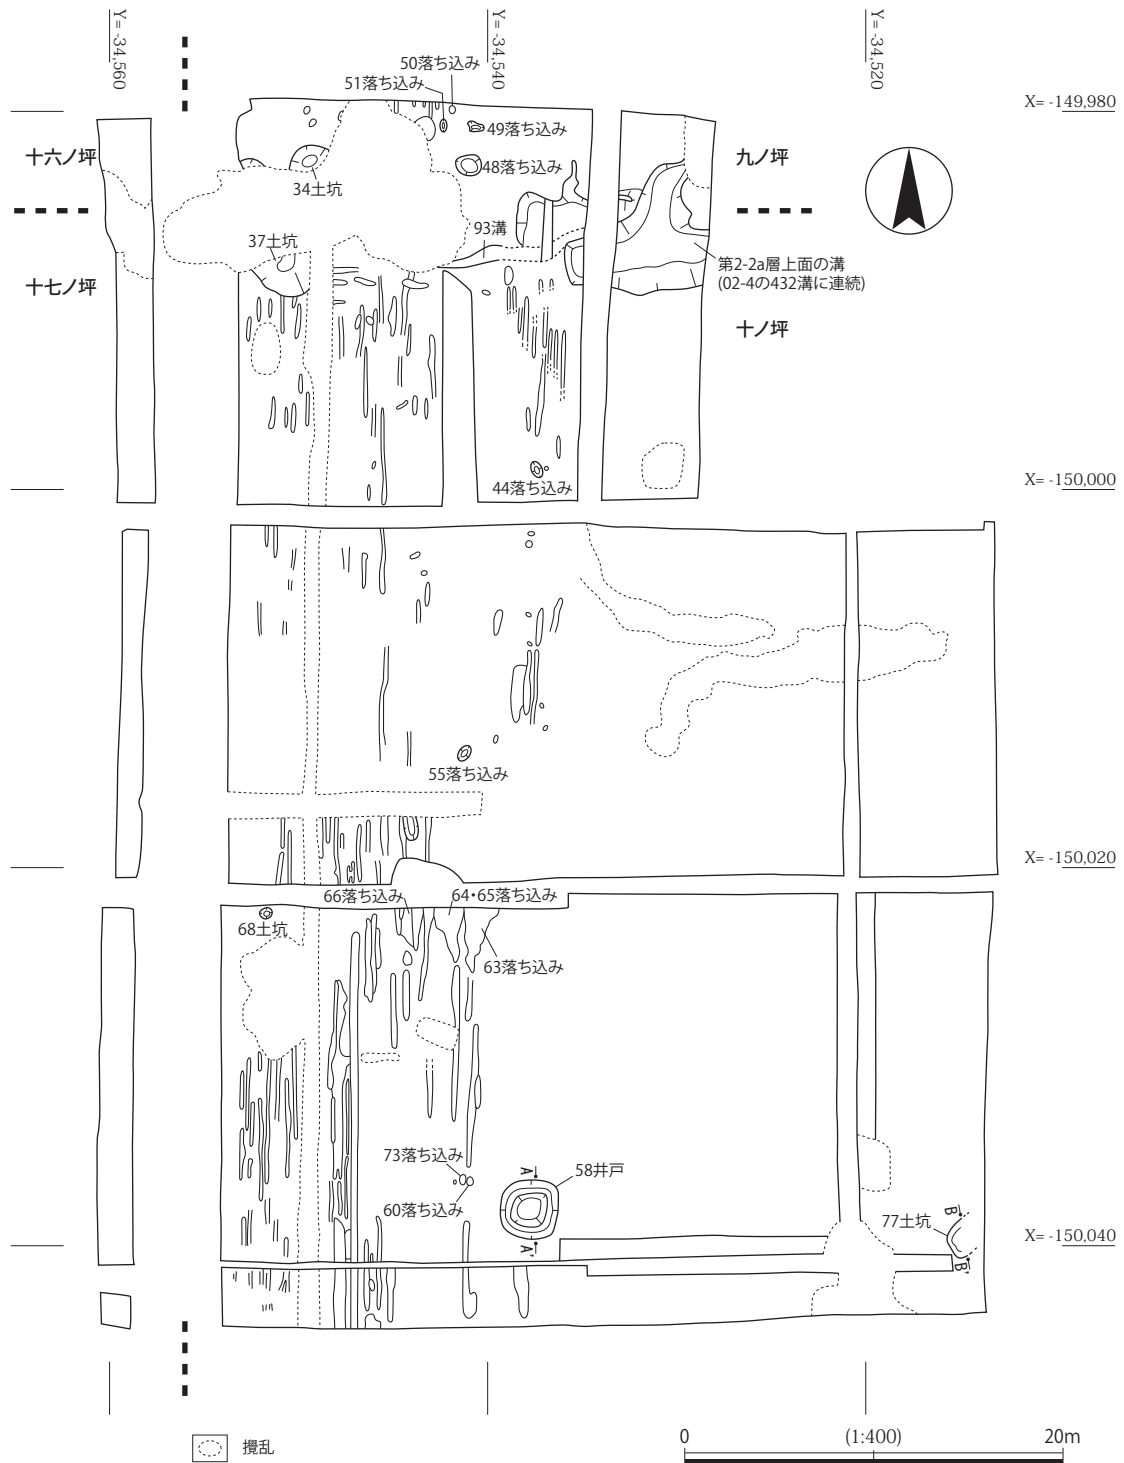 Y= -34,560
Y= -34,540
Y= -34,520
50落ち込み
51落ち込み
X= -149,980
49落ち込み
十六ノ坪
48落ち込み
九ノ坪
34土坑
93溝
37土坑
第2-2a層上面の溝
(02-4の432溝に連続)
十七ノ坪
十ノ坪
44落ち込み
X= -150,000
55落ち込み
X= -150,020
66落ち込み
64・65落ち込み
68土坑
63落ち込み
73落ち込み
A
58井戸
60落ち込み
B
77土坑
A'
B'
X= -150,040
攪乱
0
(1:400)
20m